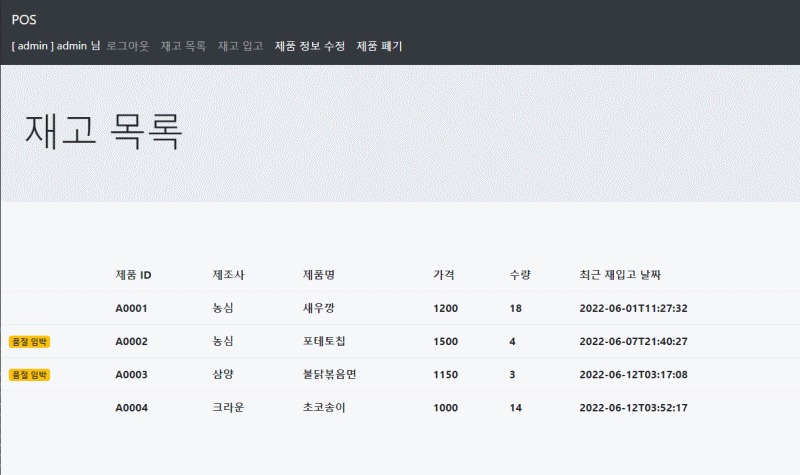 POS
[ admin ] admin 님 로그아웃 재고 목록 재고 입고 제품 정보 수정 제품 폐기
재고 목록
제품 ID 제조사 제품명 가격 수량 최근 재입고 날짜
A0001 농심 새우깡 1200 18 2022-06-01T11:27:32
품절 임박 A0002 농심 포테토칩 1500 4 2022-06-07T21:40:27
품절 임박 A0003 삼양 불닭볶음면 1150 3 2022-06-12T03:17:08
A0004 크라운 초코송이 1000 14 2022-06-12T03:52:17